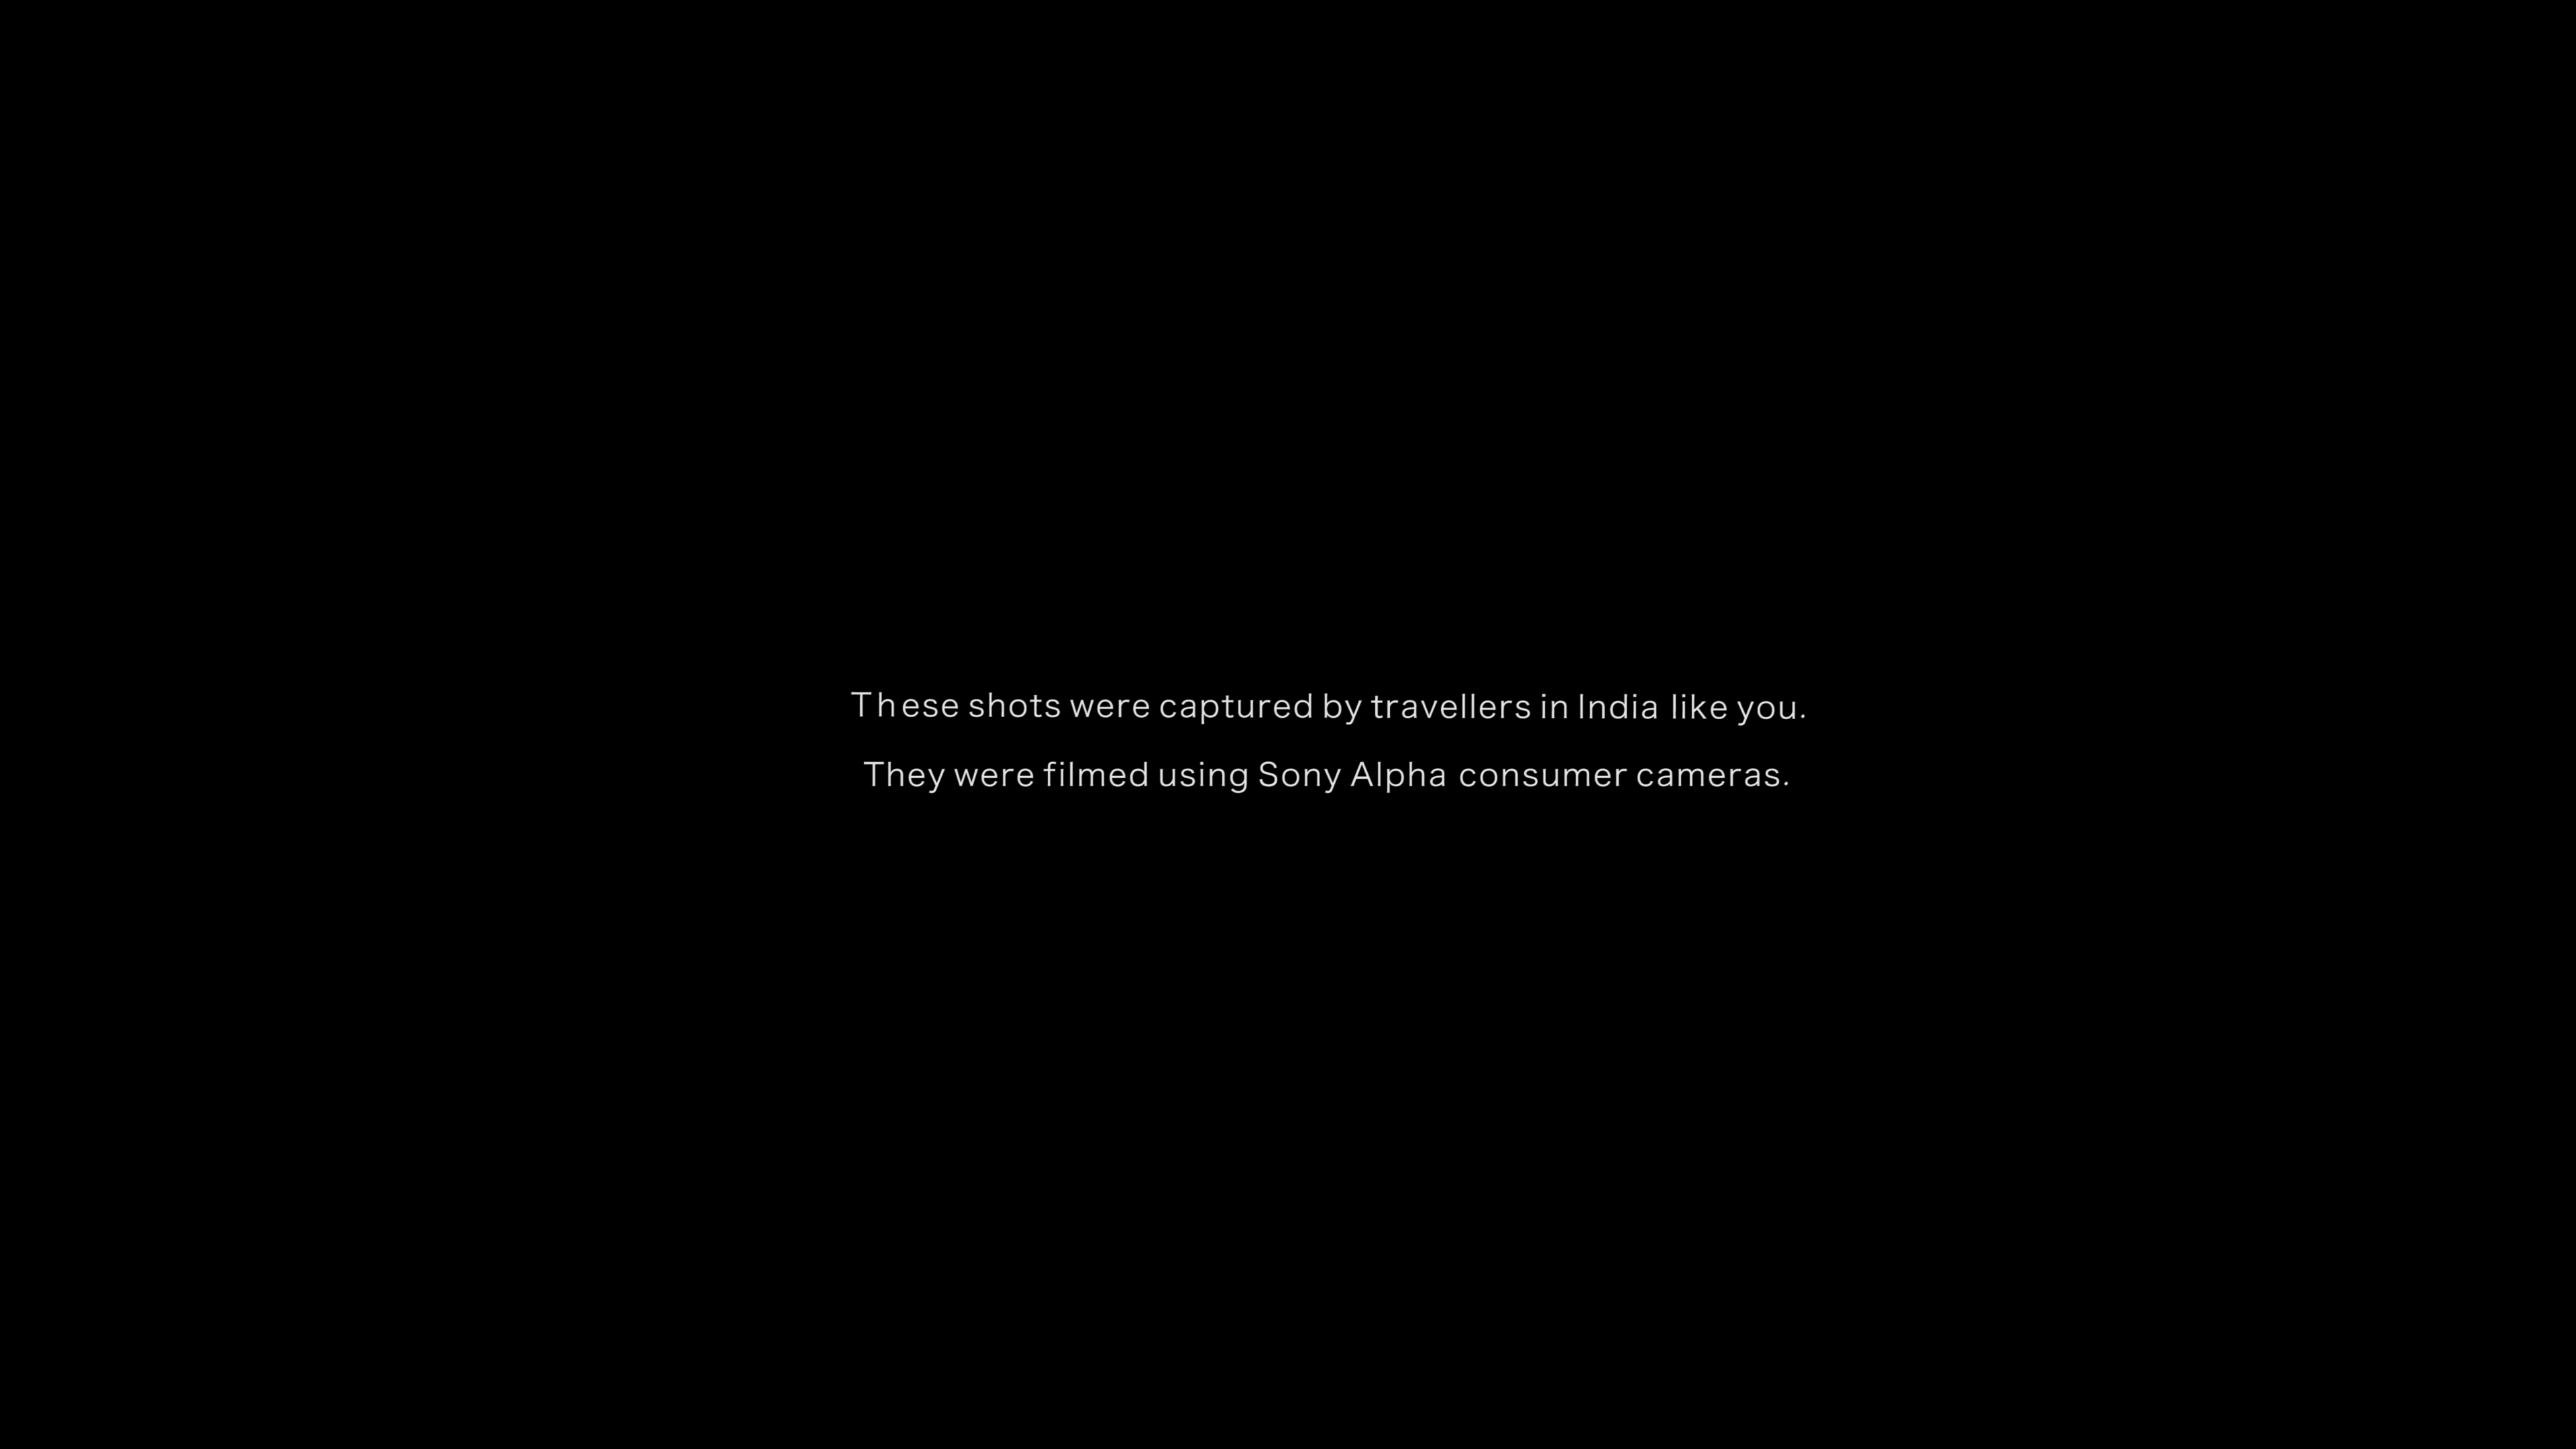 These shots were captured by travellers in India like you.
They were filmed using Sony Alpha consumer cameras.